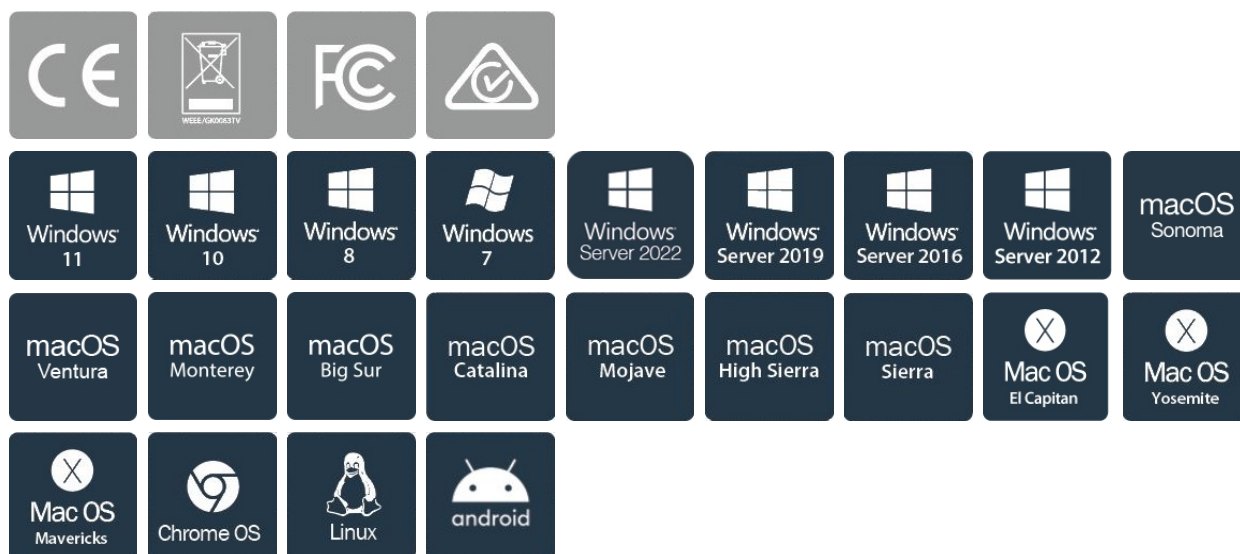 CE
WEEE/GK0063TV
FC
Windows
11
Windows
10
Windows
8
Windows
7
Windows
Server 2022
Windows
Server 2019
Windows
Server 2016
Windows
Server 2012
macOS
Sonoma
macOS
Ventura
macOS
Monterey
macOS
Big Sur
macOS
Catalina
macOS
Mojave
macOS
High Sierra
macOS
Sierra
X
Mac OS
El Capitan
X
Mac OS
Yosemite
X
Mac OS
Mavericks
Chrome OS
Linux
android